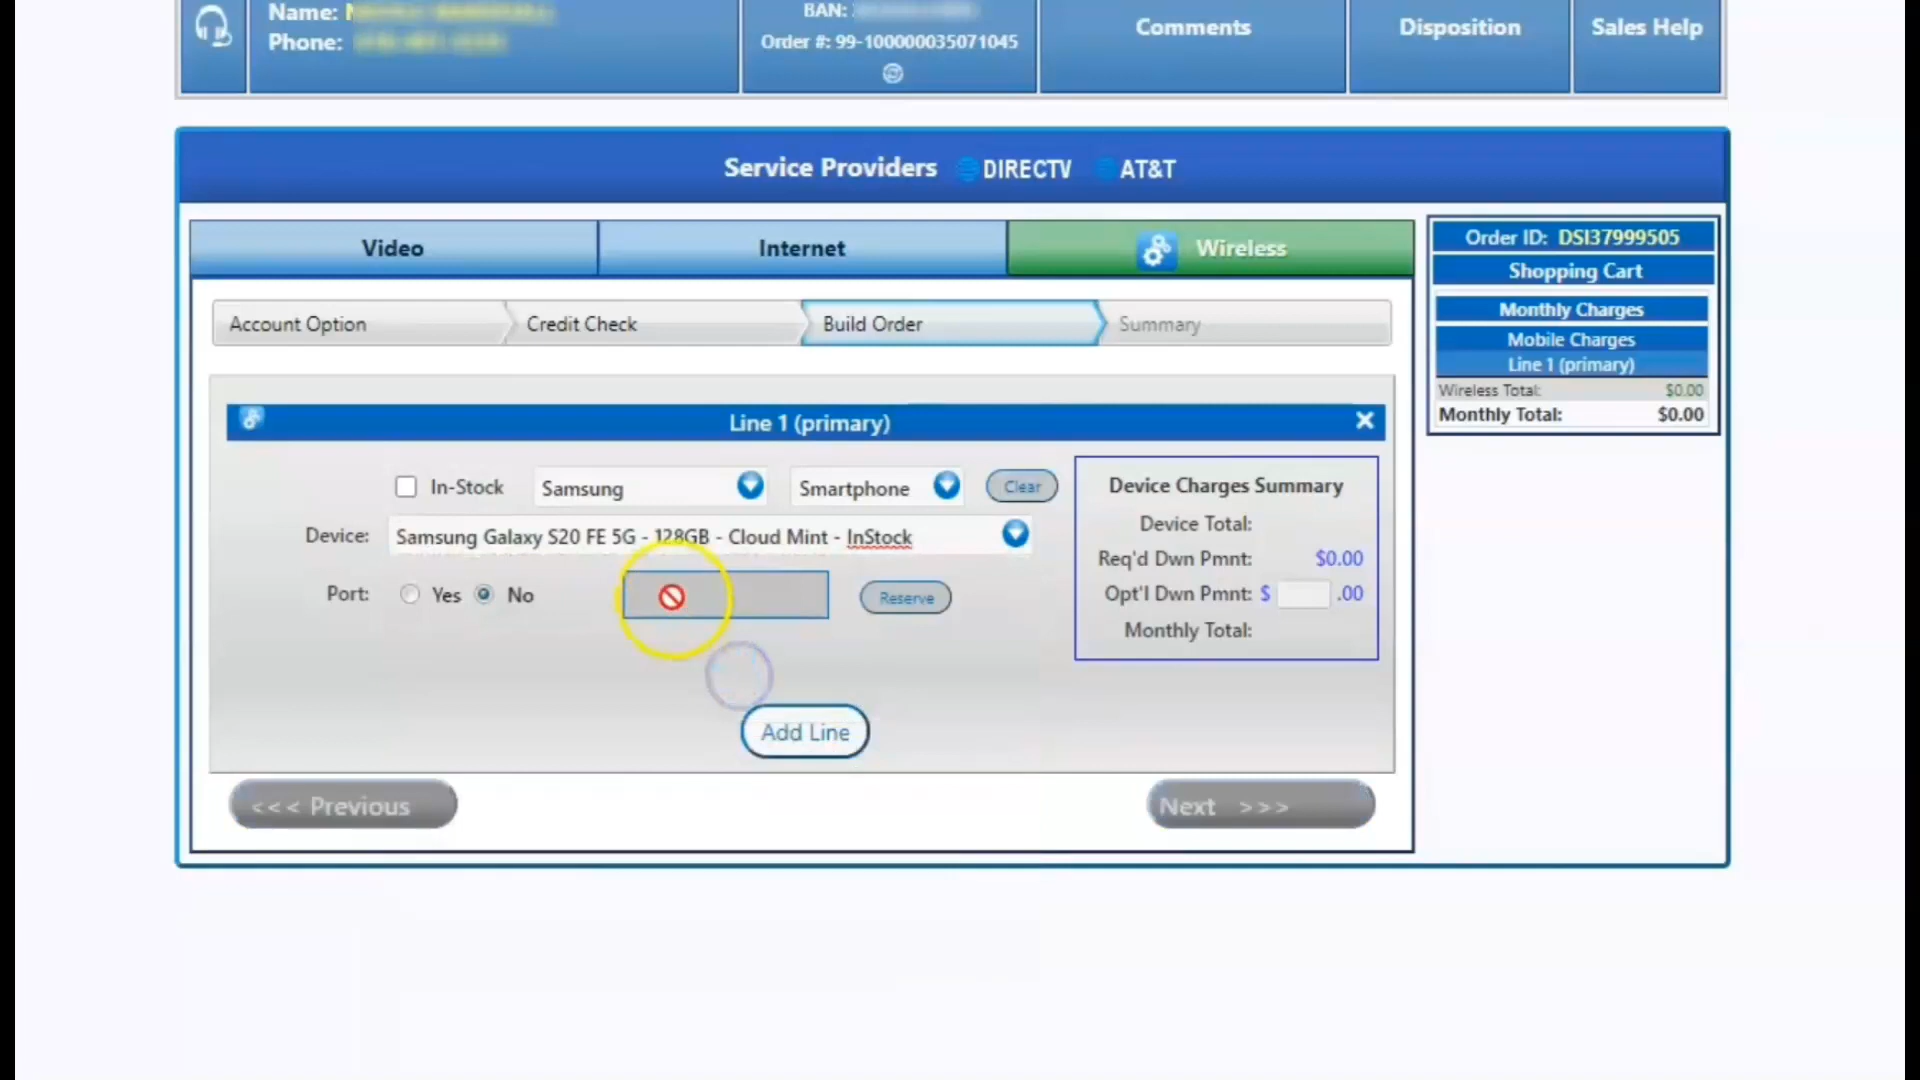 Name:
Phone:
BAN:
Order #: 99-100000035071045
Comments
Disposition
Sales Help
Service Providers DIRECTV AT&T
Video
Internet
Wireless
Order ID: DSI37999505
Shopping Cart
Monthly Charges
Mobile Charges
Line 1 (primary)
Wireless Total: $0.00
Monthly Total: $0.00
Account Option
Credit Check
Build Order
Summary
Line 1 (primary)
In-Stock
Samsung
Smartphone
Clear
Device: Samsung Galaxy S20 FE 5G - 128GB - Cloud Mint - InStock
Port: Yes No
Reserve
Device Charges Summary
Device Total:
Req'd Dwn Pmnt: $0.00
Opt'l Dwn Pmnt: $ .00
Monthly Total:
Add Line
<<< Previous
Next >>>